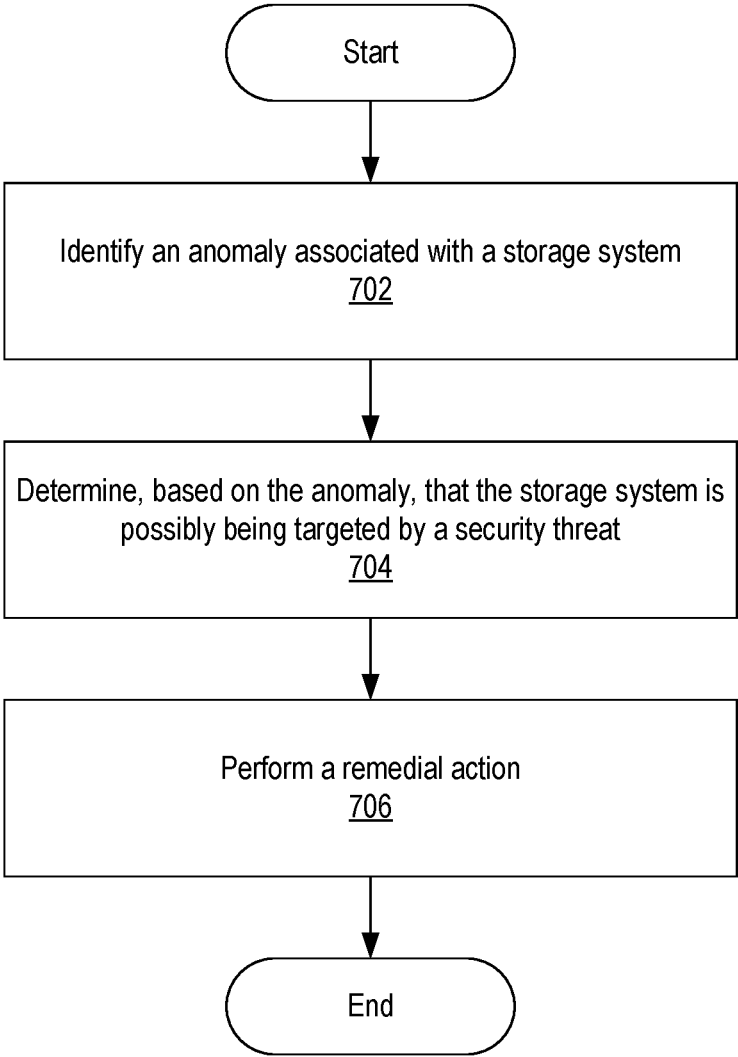 Start
Identify an anomaly associated with a storage system
702
Determine, based on the anomaly, that the storage system is
possibly being targeted by a security threat
704
Perform a remedial action
706
End